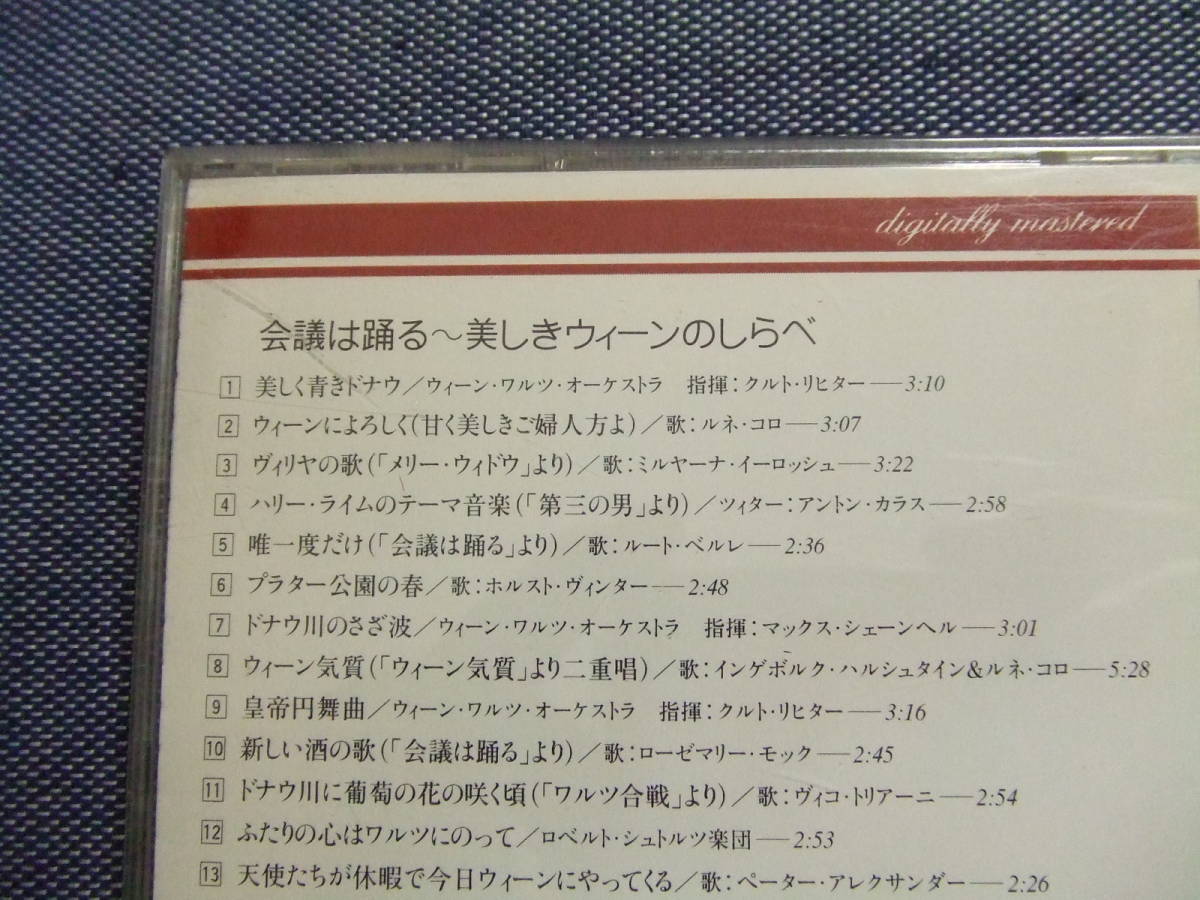 digitally mastered
会議は踊る～美しきウィーンのしらべ
1 美しく青きドナウ／ウィーン・ワルツ・オーケストラ 指揮：クルト・リヒター——3:10
2 ウィーンによろしく(甘く美しきご婦人方よ)／歌：ルネ・コロ——3:07
3 ヴィリヤの歌(「メリー・ウィドウ」より)／歌：ミルヤーナ・イーロッシュ——3:22
4 ハリー・ライムのテーマ音楽(「第三の男」より)／ツィター：アントン・カラス——2:58
5 唯一度だけ(「会議は踊る」より)／歌：ルート・ベルレ——2:36
6 プラター公園の春／歌：ホルスト・ヴィンター——2:48
7 ドナウ川のさざ波／ウィーン・ワルツ・オーケストラ 指揮：マックス・シェーンヘル——3:01
8 ウィーン気質(「ウィーン気質」より二重唱)／歌：インゲボルク・ハルシュタイン&ルネ・コロ——5:28
9 皇帝円舞曲／ウィーン・ワルツ・オーケストラ 指揮：クルト・リヒター——3:16
10 新しい酒の歌(「会議は踊る」より)／歌：ローゼマリー・モック——2:45
11 ドナウ川に葡萄の花の咲く頃(「ワルツ合戦」より)／歌：ヴィコ・トリアーニ——2:54
12 ふたりの心はワルツにのって／ロベルト・シュトルツ楽団——2:53
13 天使たちが休暇で今日ウィーンにやってくる／歌：ペーター・アレクサンダー——2:26